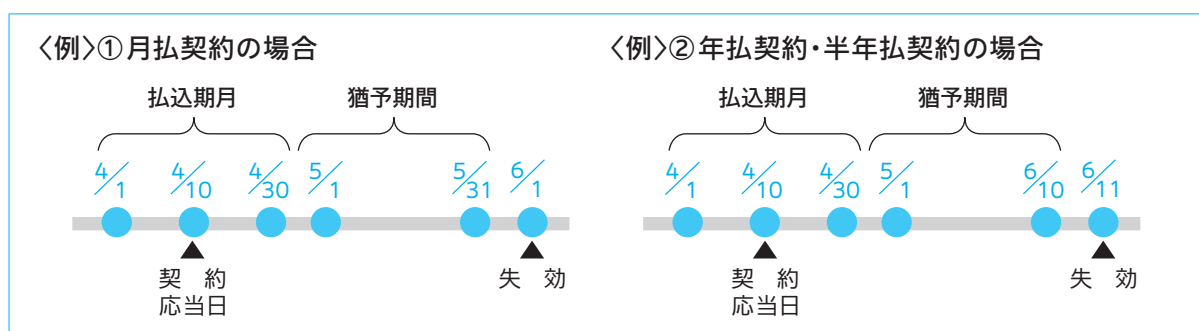 〈例〉①月払契約の場合
払込期月 猶予期間
4/1 4/10 4/30 5/1 5/31 6/1
契約 失効
応当日
〈例〉②年払契約・半年払契約の場合
払込期月 猶予期間
4/1 4/10 4/30 5/1 6/10 6/11
契約 失効
応当日